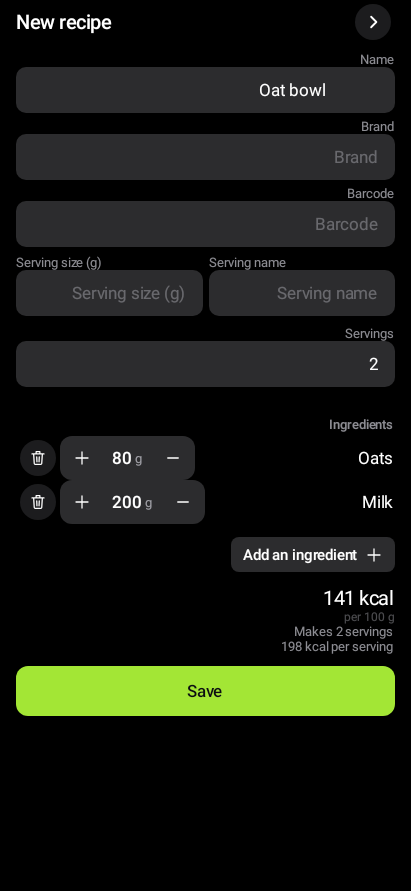 New recipe
Name
Oat bowl
Brand
Brand
Barcode
Barcode
Serving size (g)
Serving name
Serving size (g)
Serving name
Servings
2
Ingredients
80 g
Oats
200 g
Milk
Add an ingredient
141 kcal
per 100 g
Makes 2 servings
198 kcal per serving
Save